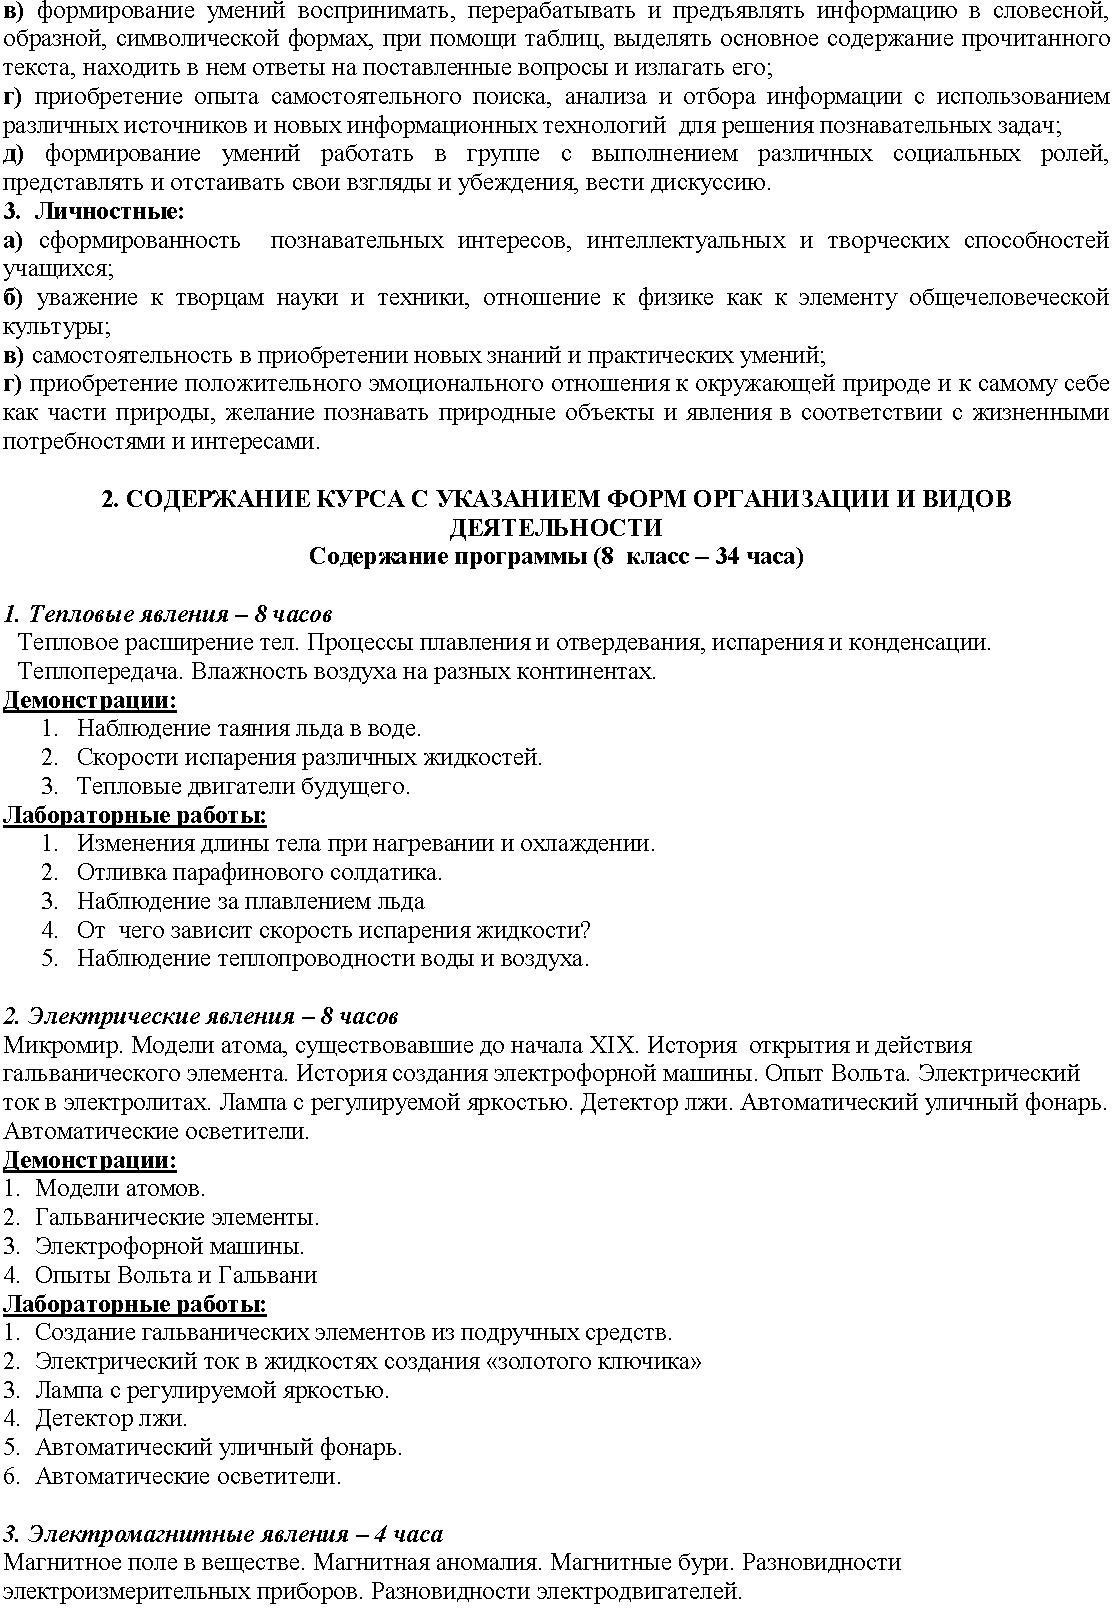 в) формирование умений воспринимать, перерабатывать и предъявлять информацию в словесной,
образной, символической формах, при помощи таблиц, выделять основное содержание прочитанного
текста, находить в нем ответы на поставленные вопросы и излагать его;
г) приобретение опыта самостоятельного поиска, анализа и отбора информации с использованием
различных источников и новых информационных технологий для решения познавательных задач;
д) формирование умений работать в группе с выполнением различных социальных ролей,
представлять и отстаивать свои взгляды и убеждения, вести дискуссию.
3. Личностные:
а) сформированность познавательных интересов, интеллектуальных и творческих способностей
учащихся;
б) уважение к творцам науки и техники, отношение к физике как к элементу общечеловеческой
культуры;
в) самостоятельность в приобретении новых знаний и практических умений;
г) приобретение положительного эмоционального отношения к окружающей природе и к самому себе
как части природы, желание познавать природные объекты и явления в соответствии с жизненными
потребностями и интересами.
2. СОДЕРЖАНИЕ КУРСА С УКАЗАНИЕМ ФОРМ ОРГАНИЗАЦИИ И ВИДОВ
ДЕЯТЕЛЬНОСТИ
Содержание программы (8 класс – 34 часа)
1. Тепловые явления – 8 часов
Тепловое расширение тел. Процессы плавления и отвердевания, испарения и конденсации.
Теплопередача. Влажность воздуха на разных континентах.
Демонстрации:
1. Наблюдение таяния льда в воде.
2. Скорости испарения различных жидкостей.
3. Тепловые двигатели будущего.
Лабораторные работы:
1. Изменения длины тела при нагревании и охлаждении.
2. Отливка парафинового солдатика.
3. Наблюдение за плавлением льда
4. От чего зависит скорость испарения жидкости?
5. Наблюдение теплопроводности воды и воздуха.
2. Электрические явления – 8 часов
Микромир. Модели атома, существовавшие до начала XIX. История открытия и действия
гальванического элемента. История создания электрофорной машины. Опыт Вольта. Электрический
ток в электролитах. Лампа с регулируемой яркостью. Детектор лжи. Автоматический уличный фонарь.
Автоматические осветители.
Демонстрации:
1. Модели атомов.
2. Гальванические элементы.
3. Электрофорной машины.
4. Опыты Вольта и Гальвани
Лабораторные работы:
1. Создание гальванических элементов из подручных средств.
2. Электрический ток в жидкостях создания «золотого ключика»
3. Лампа с регулируемой яркостью.
4. Детектор лжи.
5. Автоматический уличный фонарь.
6. Автоматические осветители.
3. Электромагнитные явления – 4 часа
Магнитное поле в веществе. Магнитная аномалия. Магнитные бури. Разновидности
электроизмерительных приборов. Разновидности электродвигателей.